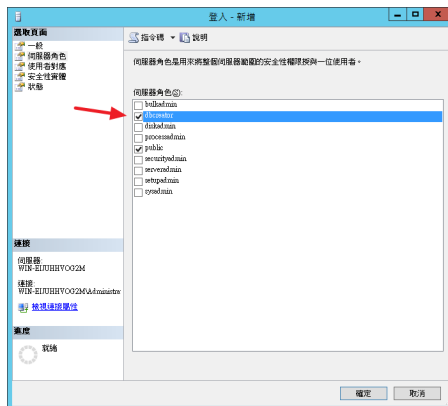 登入 - 新增
選取頁面
一般
伺服器角色
使用者對應
安全性實體
狀態
指令碼
說明
伺服器角色是用來將整個伺服器範圍的安全性權限授與一位使用者。
伺服器角色(S):
bulkadmin
dbcreator
diskadmin
processadmin
public
securityadmin
serveradmin
setupadmin
sysadmin
連接
伺服器:
WIN-EIJUHHVOG2M
連接:
WIN-EIJUHHVOG2M\Administra
檢視連接屬性
進度
就緒
確定
取消